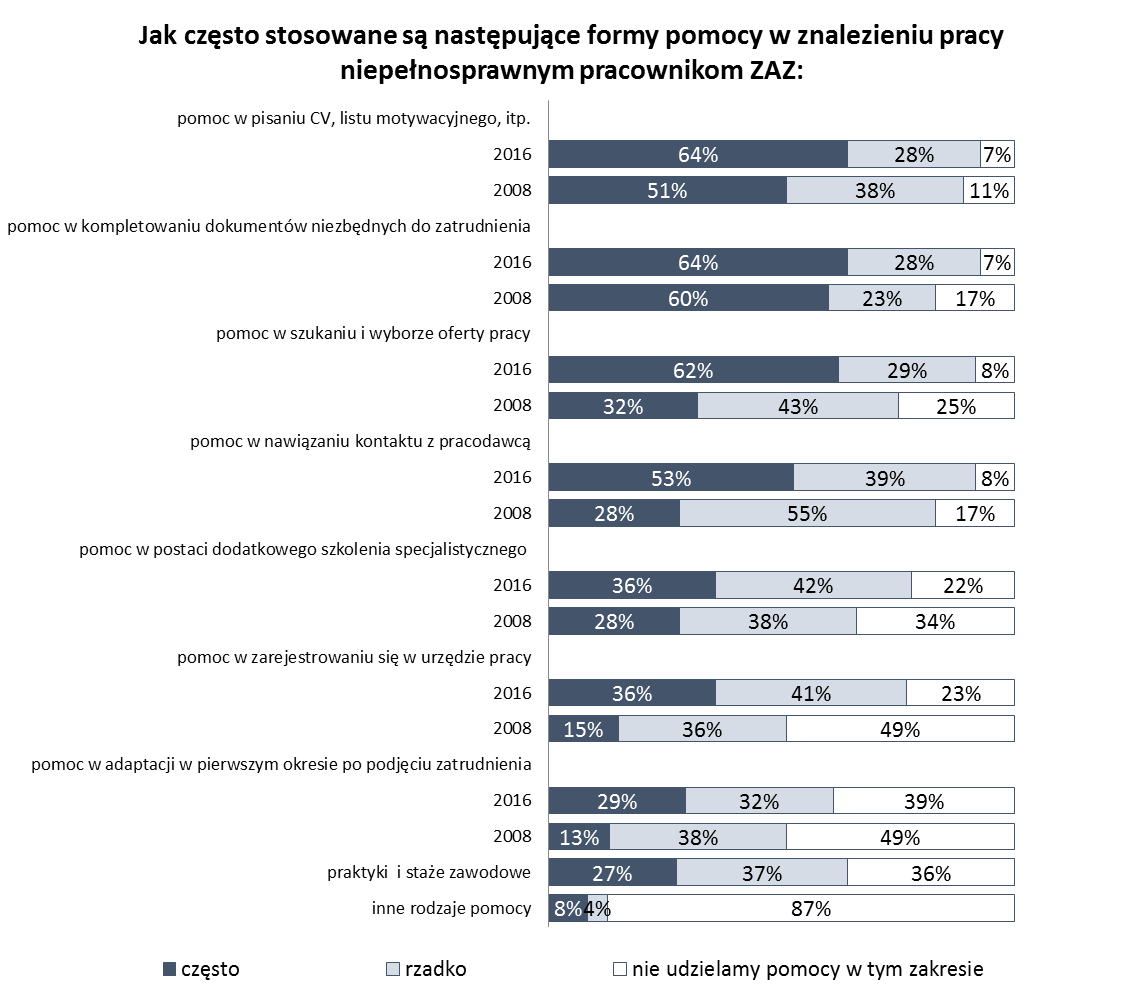 Jak często stosowane są następujące formy pomocy w znalezieniu pracy
niepełnosprawnym pracownikom ZAZ:
pomoc w pisaniu CV, listu motywacyjnego, itp.
2016 64% 28% 7%
2008 51% 38% 11%
pomoc w kompletowaniu dokumentów niezbędnych do zatrudnienia
2016 64% 28% 7%
2008 60% 23% 17%
pomoc w szukaniu i wyborze oferty pracy
2016 62% 29% 8%
2008 32% 43% 25%
pomoc w nawiązaniu kontaktu z pracodawcą
2016 53% 39% 8%
2008 28% 55% 17%
pomoc w postaci dodatkowego szkolenia specjalistycznego
2016 36% 42% 22%
2008 28% 38% 34%
pomoc w zarejestrowaniu się w urzędzie pracy
2016 36% 41% 23%
2008 15% 36% 49%
pomoc w adaptacji w pierwszym okresie po podjęciu zatrudnienia
2016 29% 32% 39%
2008 13% 38% 49%
praktyki i staże zawodowe 27% 37% 36%
inne rodzaje pomocy 8% 4% 87%
często rzadko nie udzielamy pomocy w tym zakresie